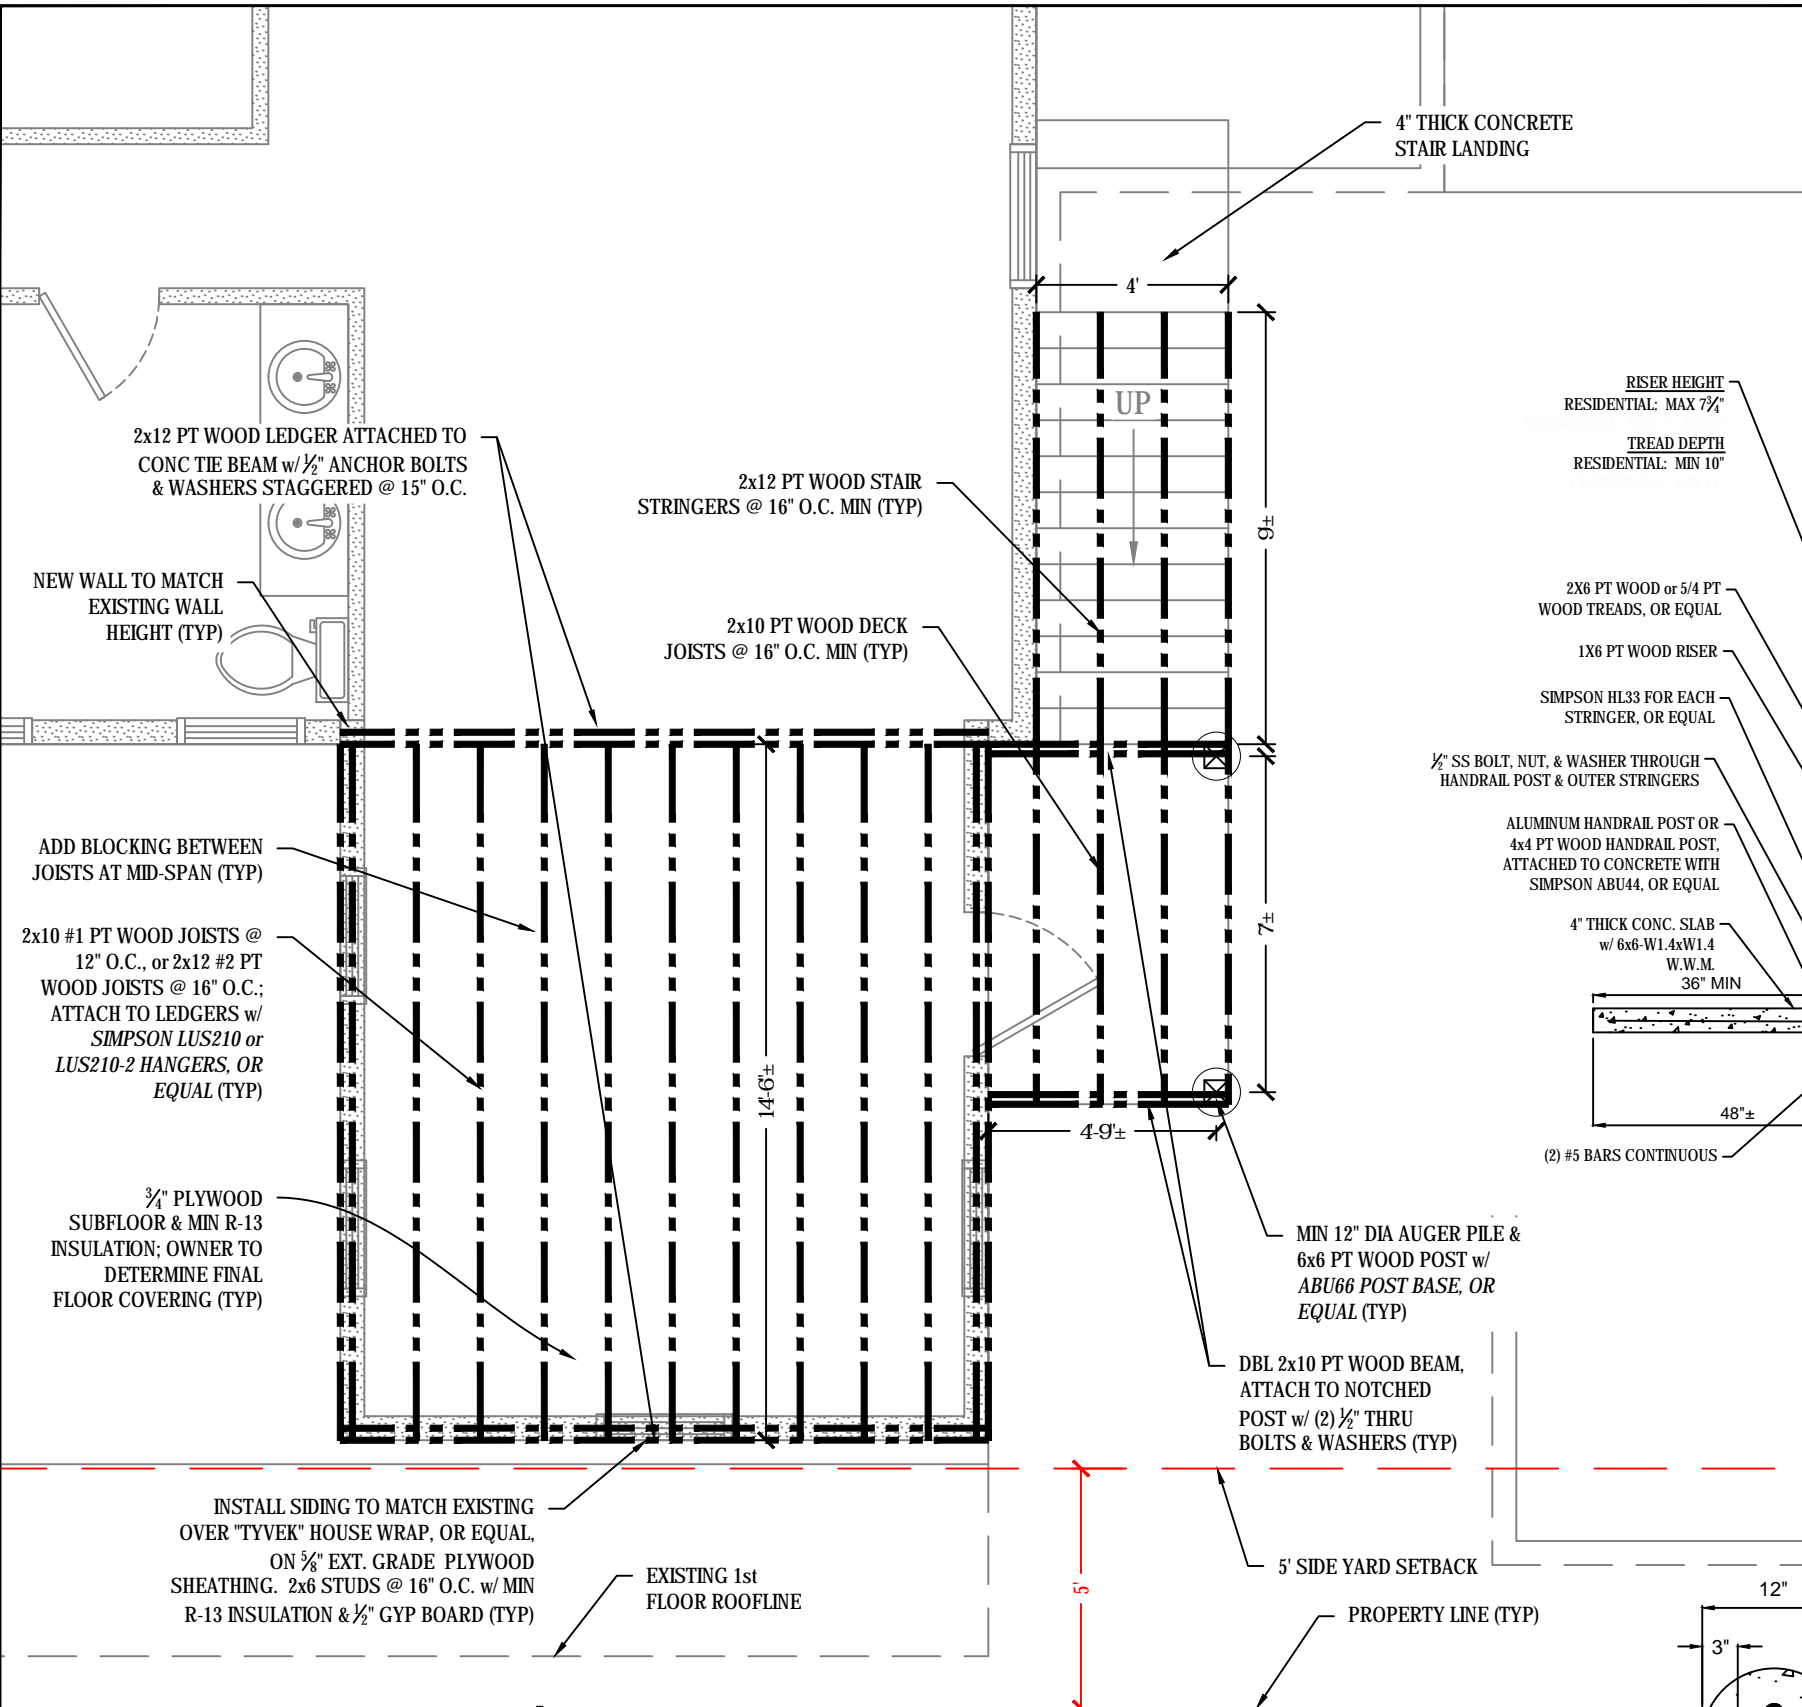 4" THICK CONCRETE
STAIR LANDING
4'
UP
9'±
RISER HEIGHT
RESIDENTIAL: MAX 7¾"
TREAD DEPTH
RESIDENTIAL: MIN 10"
2x12 PT WOOD LEDGER ATTACHED TO
CONC TIE BEAM w/ ½" ANCHOR BOLTS
& WASHERS STAGGERED @ 15" O.C.
2x12 PT WOOD STAIR
STRINGERS @ 16" O.C. MIN (TYP)
NEW WALL TO MATCH
EXISTING WALL
HEIGHT (TYP)
2x10 PT WOOD DECK
JOISTS @ 16" O.C. MIN (TYP)
2X6 PT WOOD or 5/4 PT
WOOD TREADS, OR EQUAL
1X6 PT WOOD RISER
SIMPSON HL33 FOR EACH
STRINGER, OR EQUAL
½" SS BOLT, NUT, & WASHER THROUGH
HANDRAIL POST & OUTER STRINGERS
ALUMINUM HANDRAIL POST OR
4x4 PT WOOD HANDRAIL POST,
ATTACHED TO CONCRETE WITH
SIMPSON ABU44, OR EQUAL
4" THICK CONC. SLAB
w/ 6x6-W1.4xW1.4
W.W.M.
36" MIN
48"±
(2) #5 BARS CONTINUOUS
ADD BLOCKING BETWEEN
JOISTS AT MID-SPAN (TYP)
2x10 #1 PT WOOD JOISTS @
12" O.C., or 2x12 #2 PT
WOOD JOISTS @ 16" O.C.;
ATTACH TO LEDGERS w/
SIMPSON LUS210 or
LUS210-2 HANGERS, OR
EQUAL (TYP)
14'-6"±
7'±
4'-9"±
¾" PLYWOOD
SUBFLOOR & MIN R-13
INSULATION; OWNER TO
DETERMINE FINAL
FLOOR COVERING (TYP)
MIN 12" DIA AUGER PILE &
6x6 PT WOOD POST w/
ABU66 POST BASE, OR
EQUAL (TYP)
DBL 2x10 PT WOOD BEAM,
ATTACH TO NOTCHED
POST w/ (2) ½" THRU
BOLTS & WASHERS (TYP)
INSTALL SIDING TO MATCH EXISTING
OVER "TYVEK" HOUSE WRAP, OR EQUAL,
ON ⅝" EXT. GRADE PLYWOOD
SHEATHING. 2x6 STUDS @ 16" O.C. w/ MIN
R-13 INSULATION & ½" GYP BOARD (TYP)
EXISTING 1st
FLOOR ROOFLINE
5'
5' SIDE YARD SETBACK
PROPERTY LINE (TYP)
12"
3"